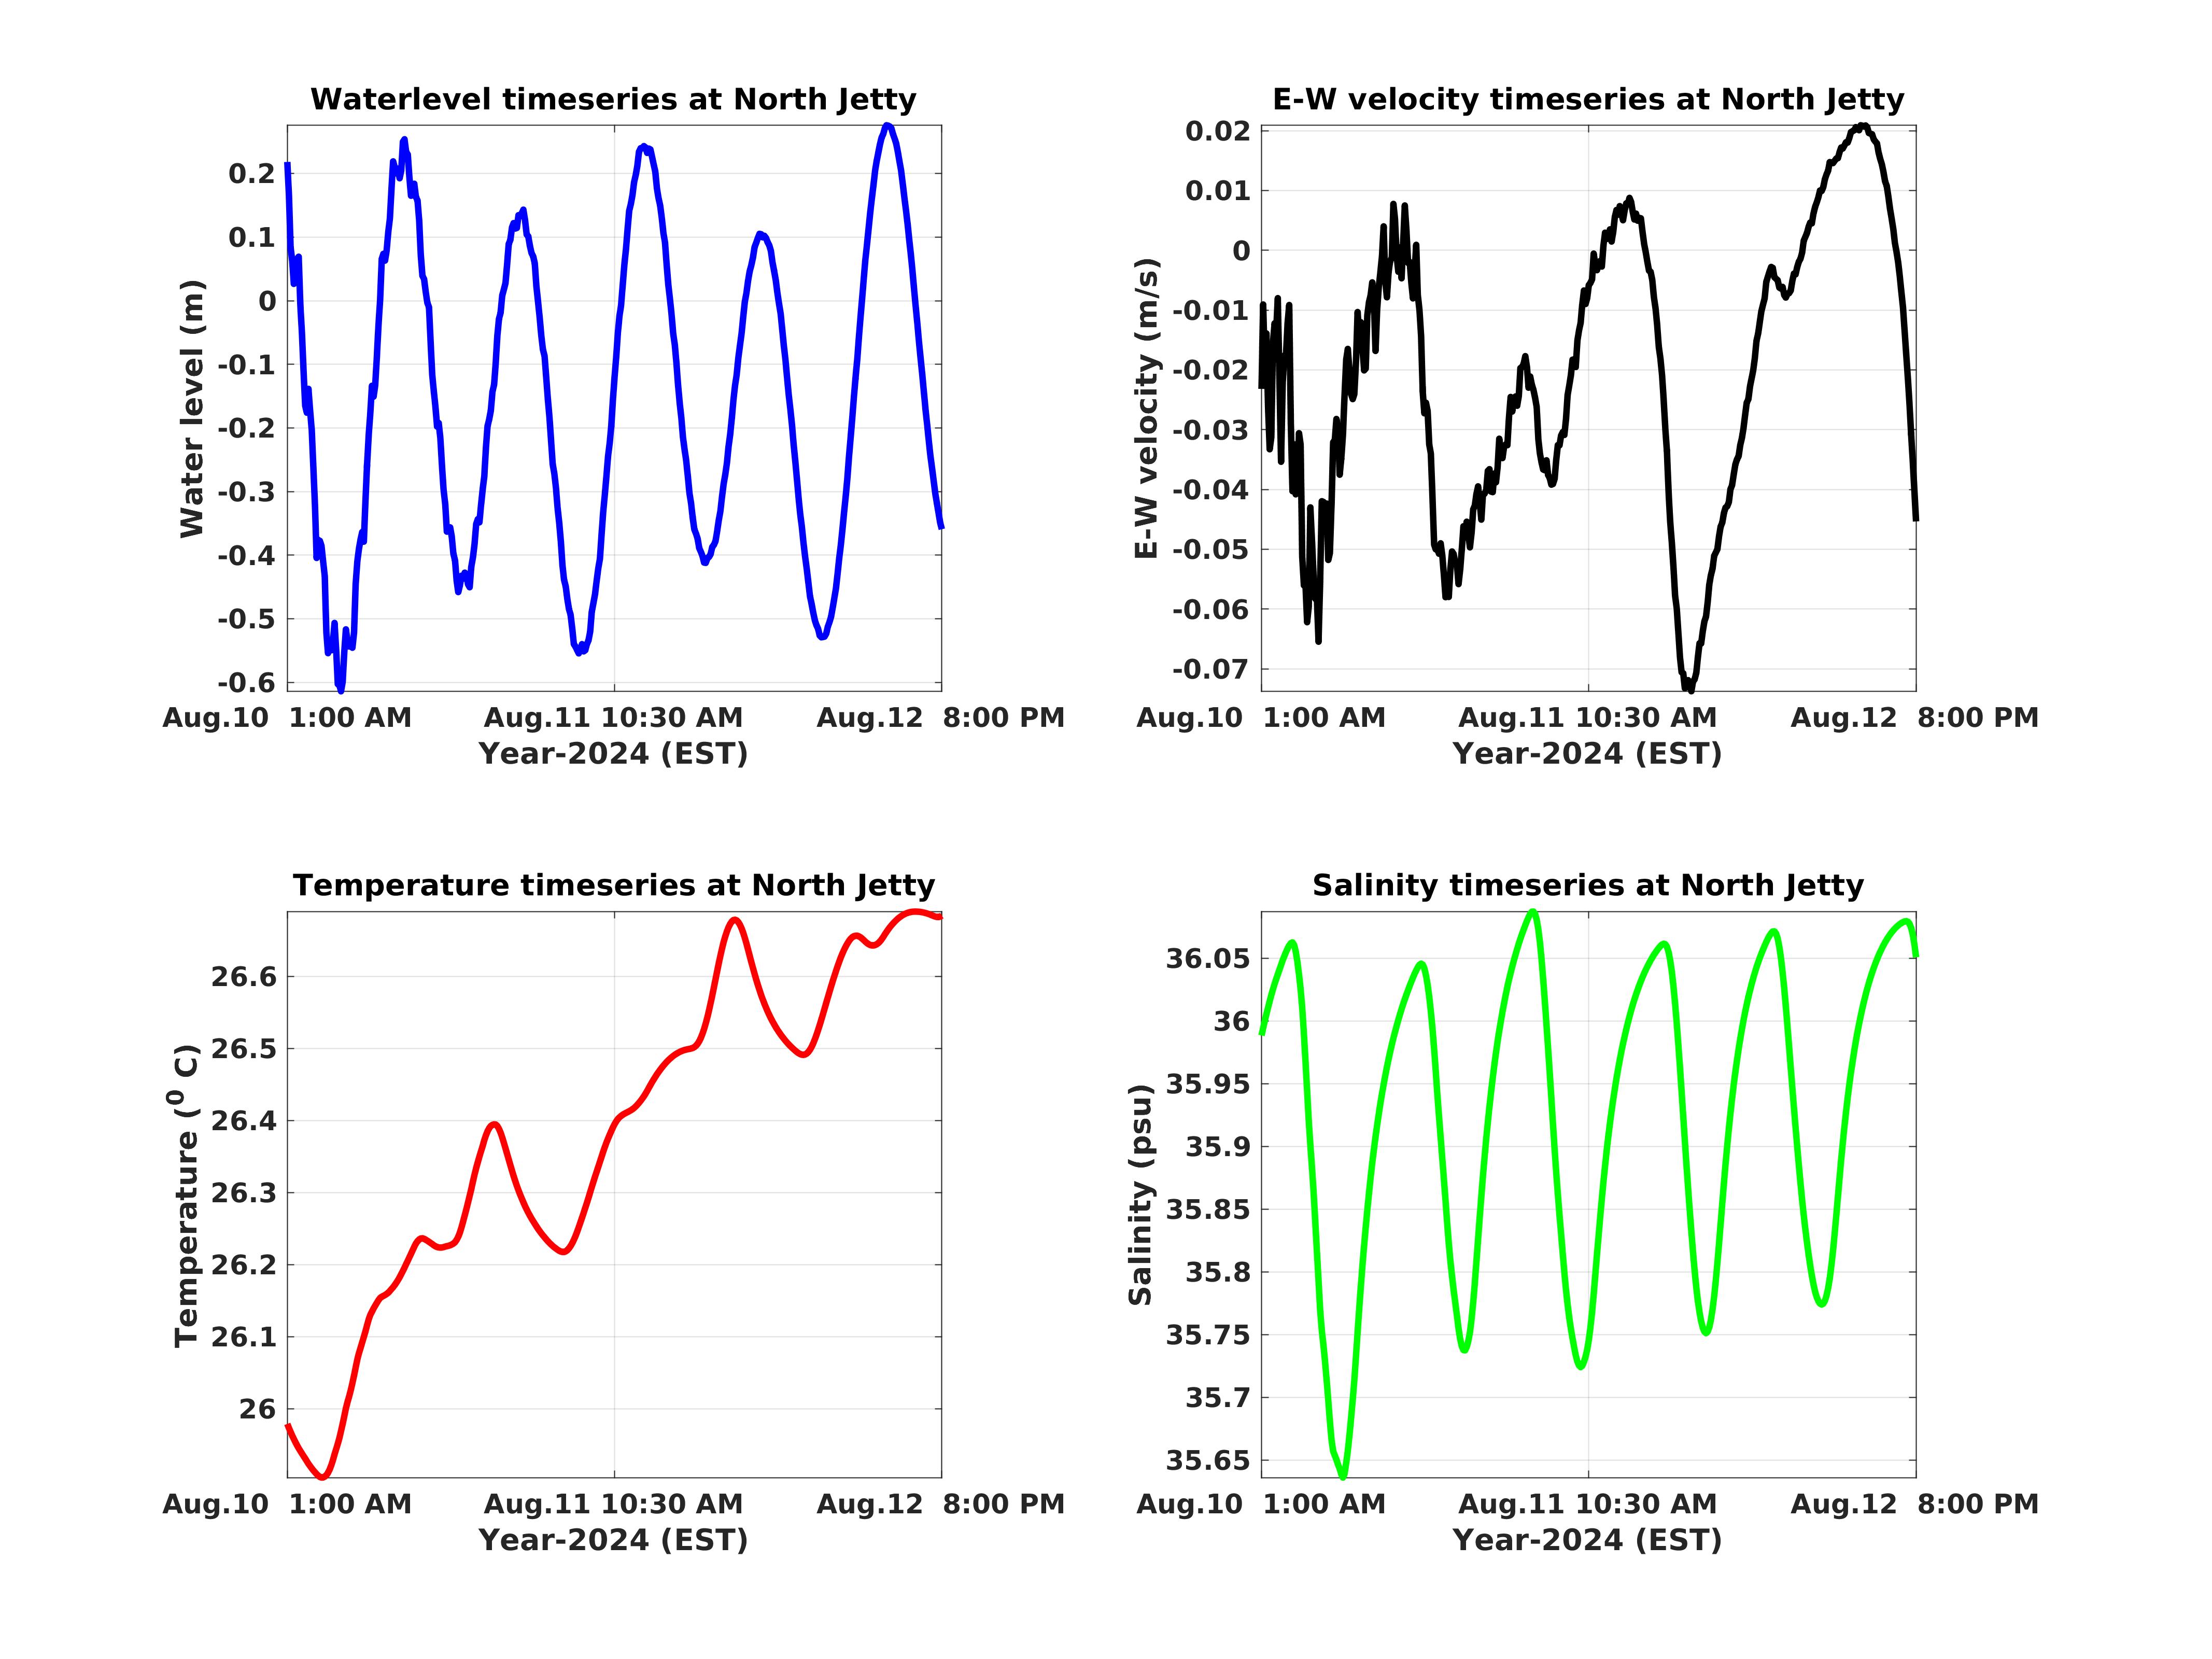 Waterlevel timeseries at North Jetty
Water level (m)
0.2
0.1
0
-0.1
-0.2
-0.3
-0.4
-0.5
-0.6
Aug.10 1:00 AM
Aug.11 10:30 AM
Aug.12 8:00 PM
Year-2024 (EST)
E-W velocity timeseries at North Jetty
E-W velocity (m/s)
0.02
0.01
0
-0.01
-0.02
-0.03
-0.04
-0.05
-0.06
-0.07
Aug.10 1:00 AM
Aug.11 10:30 AM
Aug.12 8:00 PM
Year-2024 (EST)
Temperature timeseries at North Jetty
Temperature (⁰ C)
26.6
26.5
26.4
26.3
26.2
26.1
26
Aug.10 1:00 AM
Aug.11 10:30 AM
Aug.12 8:00 PM
Year-2024 (EST)
Salinity timeseries at North Jetty
Salinity (psu)
36.05
36
35.95
35.9
35.85
35.8
35.75
35.7
35.65
Aug.10 1:00 AM
Aug.11 10:30 AM
Aug.12 8:00 PM
Year-2024 (EST)